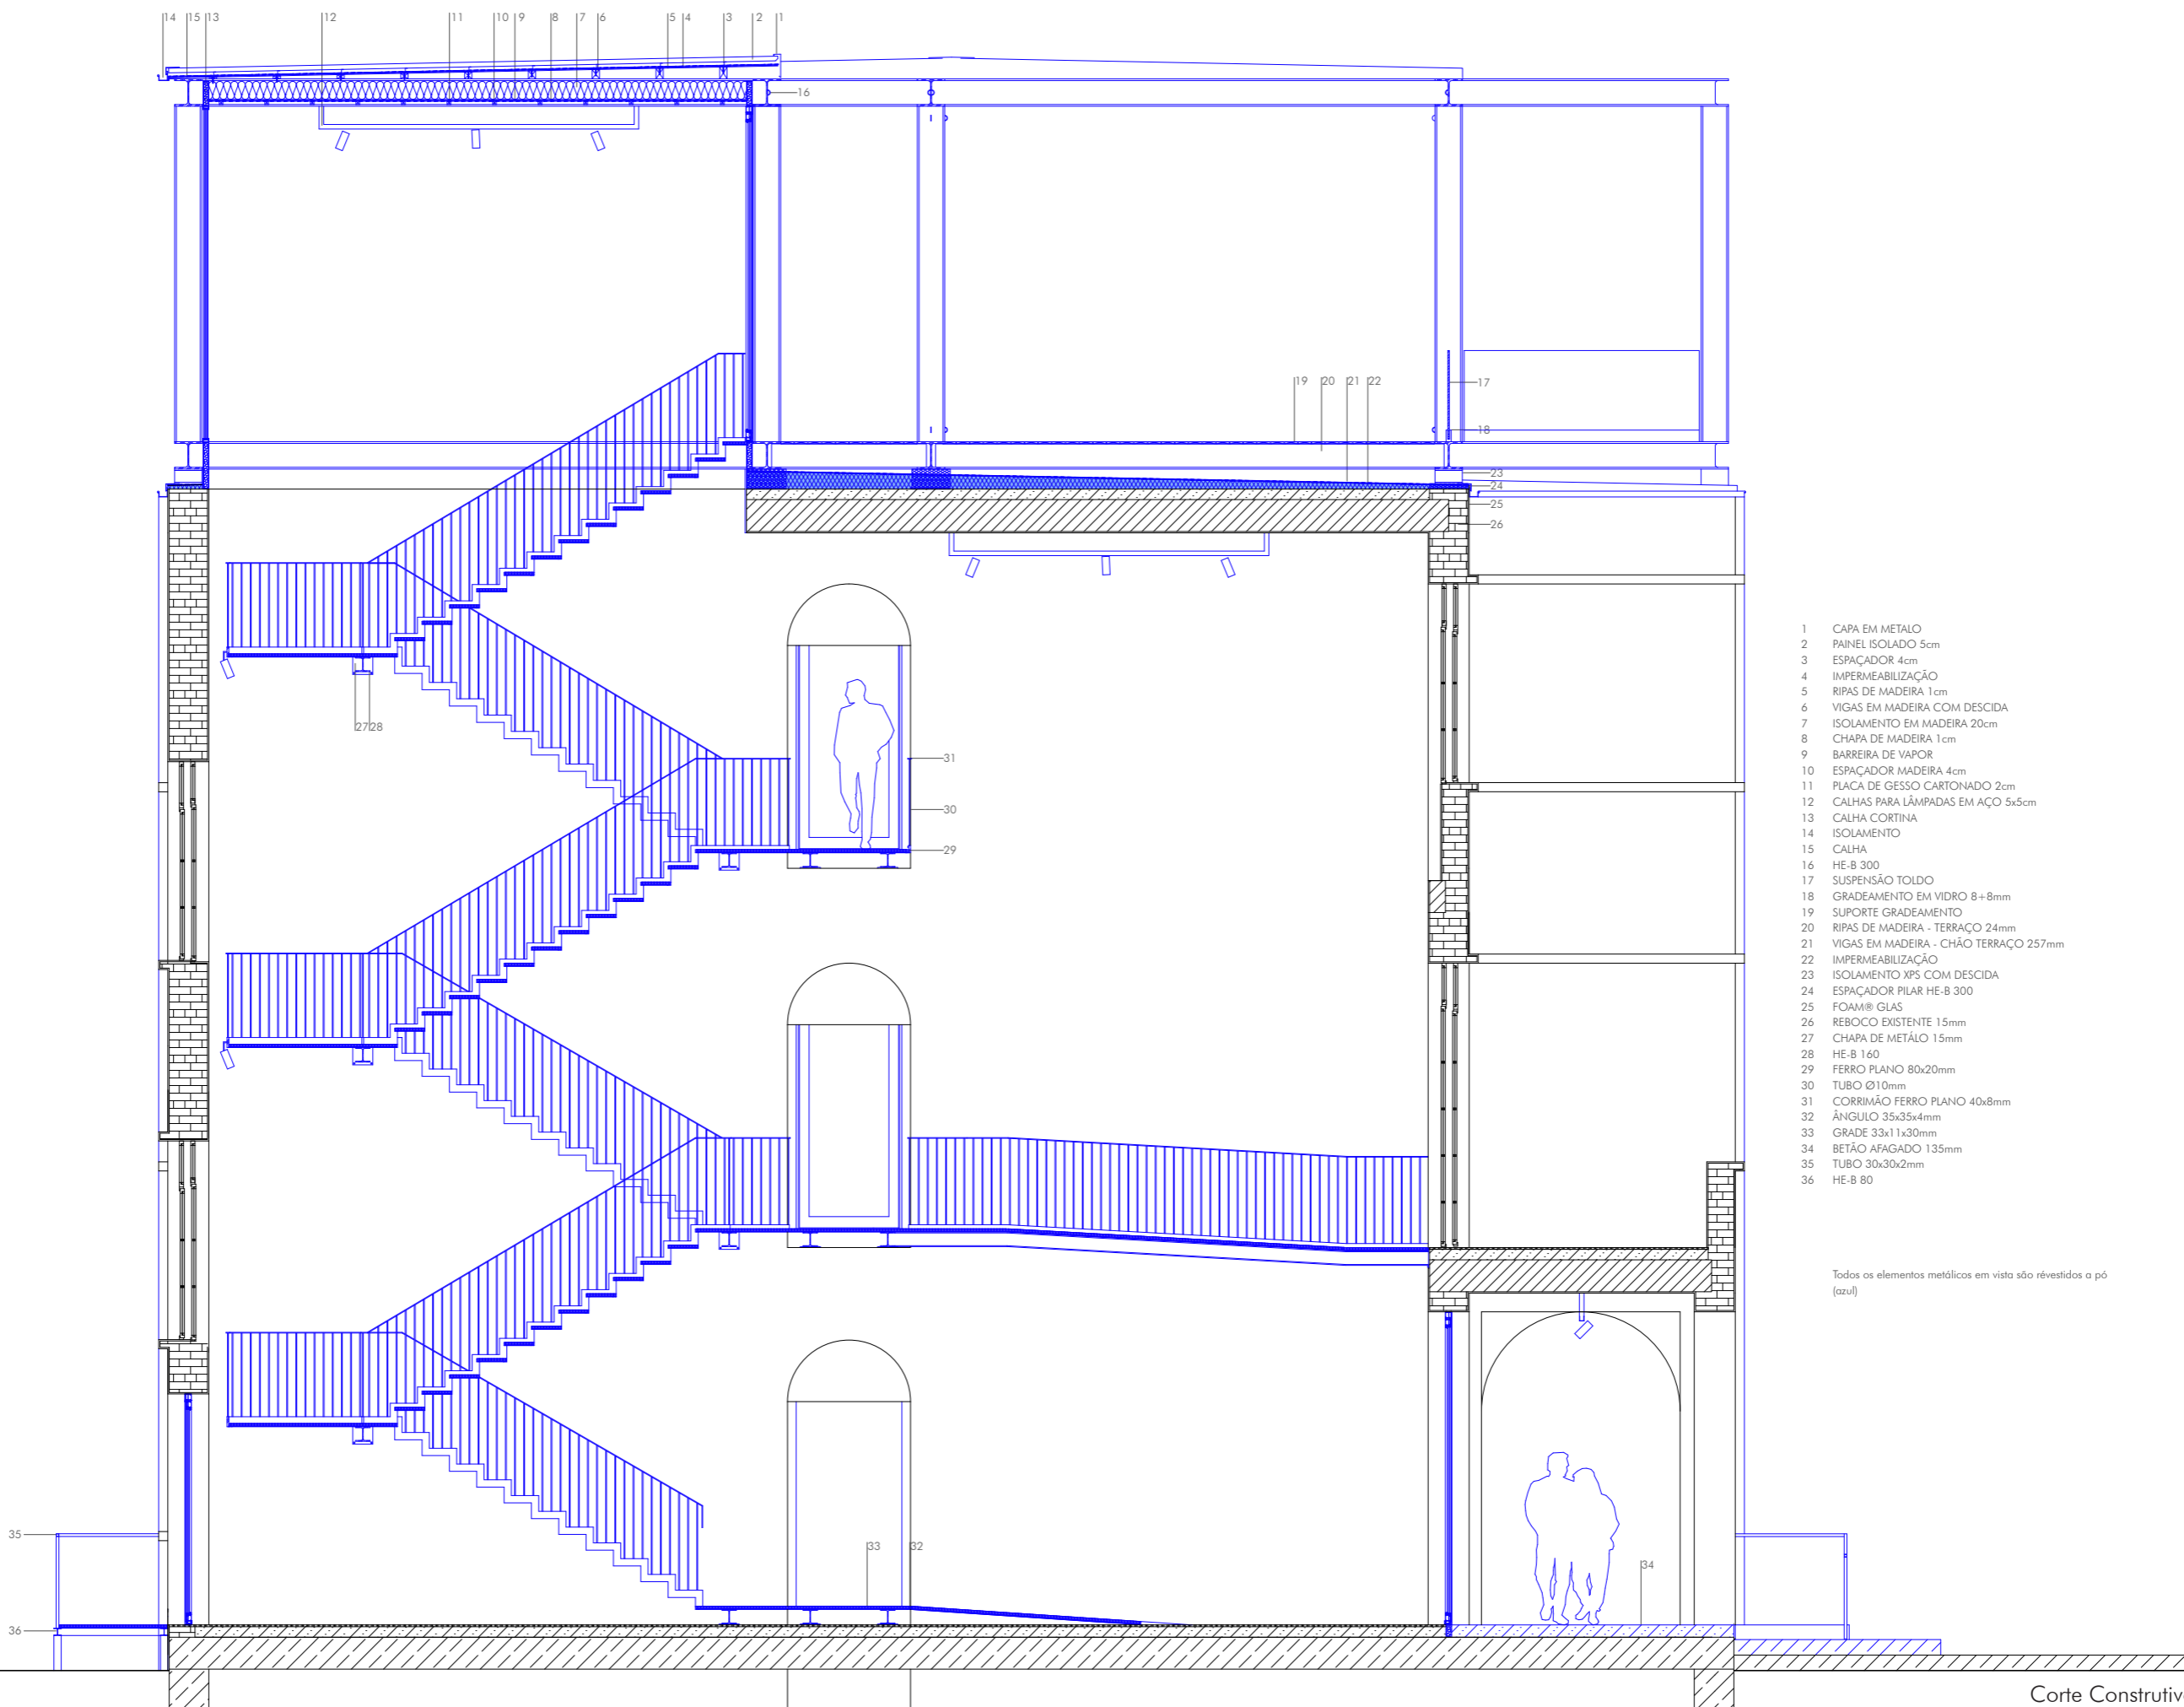 14 15 13 12 11 10 9 8 7 6 5 4 3 2 1
16
19 20 21 22 17
18
23
24
25
26
27 28
31
30
29
33 32
34
35
36
1 CAPA EM METALO
2 PAINEL ISOLADO 5cm
3 ESPAÇADOR 4cm
4 IMPERMEABILIZAÇÃO
5 RIPAS DE MADEIRA 1cm
6 VIGAS EM MADEIRA COM DESCIDA
7 ISOLAMENTO EM MADEIRA 20cm
8 CHAPA DE MADEIRA 1cm
9 BARREIRA DE VAPOR
10 ESPAÇADOR MADEIRA 4cm
11 PLACA DE GESSO CARTONADO 2cm
12 CALHAS PARA LÂMPADAS EM AÇO 5x5cm
13 CALHA CORTINA
14 ISOLAMENTO
15 CALHA
16 HE-B 300
17 SUSPENSÃO TOLDO
18 GRADEAMENTO EM VIDRO 8+8mm
19 SUPORTE GRADEAMENTO
20 RIPAS DE MADEIRA - TERRAÇO 24mm
21 VIGAS EM MADEIRA - CHÃO TERRAÇO 257mm
22 IMPERMEABILIZAÇÃO
23 ISOLAMENTO XPS COM DESCIDA
24 ESPAÇADOR PILAR HE-B 300
25 FOAM® GLAS
26 REBOCO EXISTENTE 15mm
27 CHAPA DE METÁLO 15mm
28 HE-B 160
29 FERRO PLANO 80x20mm
30 TUBO Ø10mm
31 CORRIMÃO FERRO PLANO 40x8mm
32 ÂNGULO 35x35x4mm
33 GRADE 33x11x30mm
34 BETÃO AFAGADO 135mm
35 TUBO 30x30x2mm
36 HE-B 80
Todos os elementos metálicos em vista são révestidos a pó
(azul)
Corte Construtiv